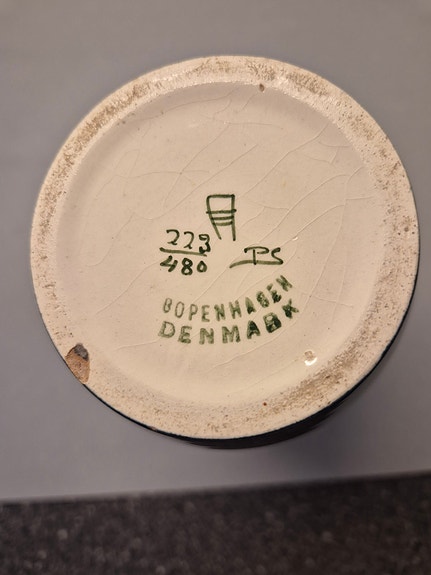 223
480 PS
COPENHAGEN
DENMARK